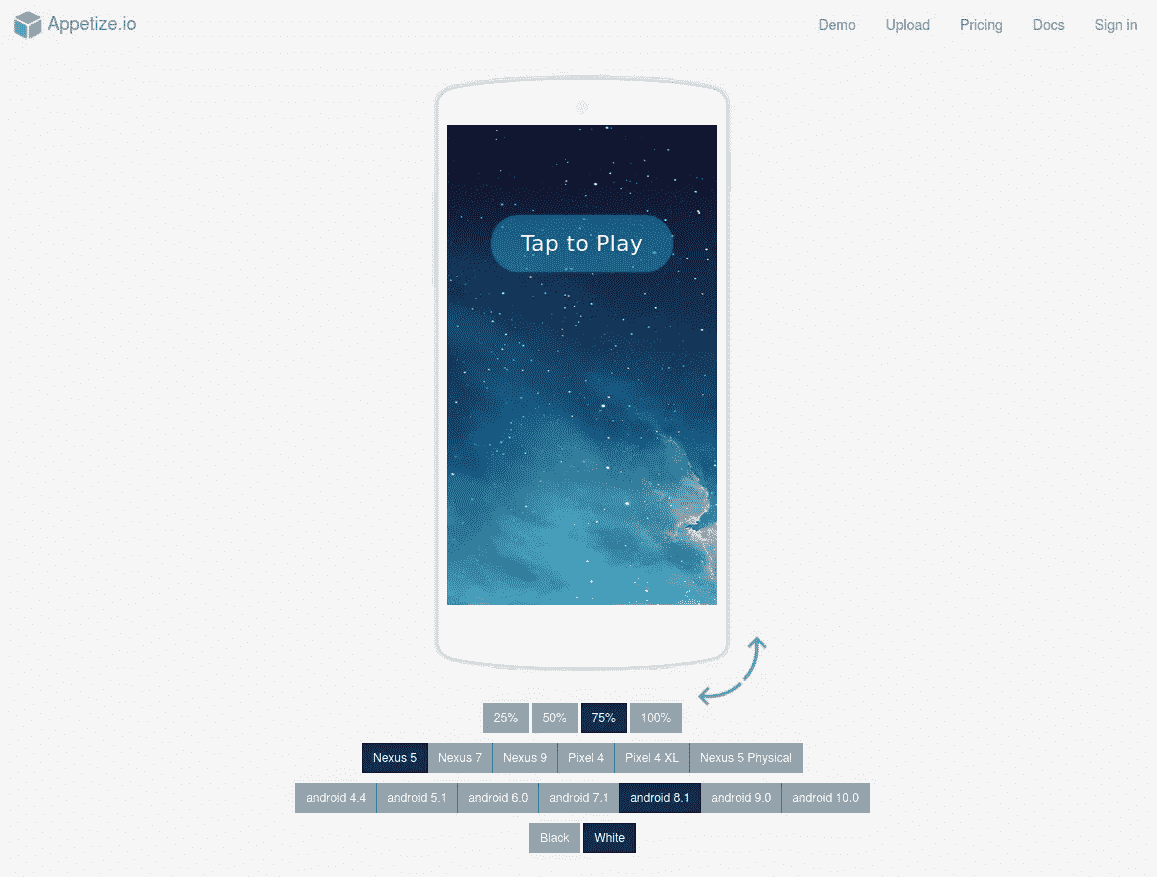 Appetize.io
Demo Upload Pricing Docs Sign in
Tap to Play
25% 50% 75% 100%
Nexus 5 Nexus 7 Nexus 9 Pixel 4 Pixel 4 XL Nexus 5 Physical
android 4.4 android 5.1 android 6.0 android 7.1 android 8.1 android 9.0 android 10.0
Black White